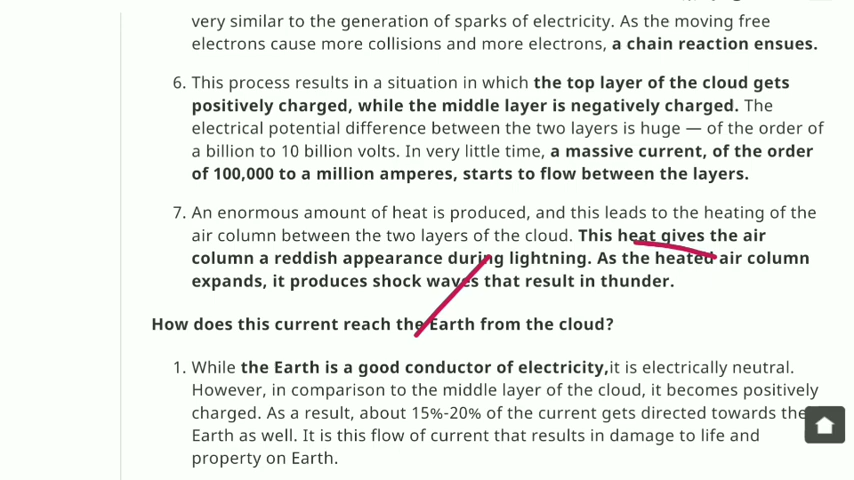 very similar to the generation of sparks of electricity. As the moving free
electrons cause more collisions and more electrons, a chain reaction ensues.
6. This process results in a situation in which the top layer of the cloud gets
positively charged, while the middle layer is negatively charged. The
electrical potential difference between the two layers is huge — of the order of
a billion to 10 billion volts. In very little time, a massive current, of the order
of 100,000 to a million amperes, starts to flow between the layers.
7. An enormous amount of heat is produced, and this leads to the heating of the
air column between the two layers of the cloud. This heat gives the air
column a reddish appearance during lightning. As the heated air column
expands, it produces shock waves that result in thunder.
How does this current reach the Earth from the cloud?
1. While the Earth is a good conductor of electricity,it is electrically neutral.
However, in comparison to the middle layer of the cloud, it becomes positively
charged. As a result, about 15%-20% of the current gets directed towards the
Earth as well. It is this flow of current that results in damage to life and
property on Earth.